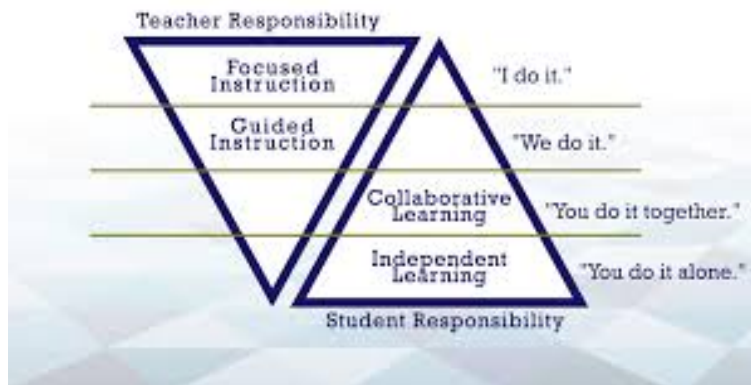 Teacher Responsibility
Focused
Instruction
"I do it."
Guided
Instruction
"We do it."
Collaborative
Learning
"You do it together."
Independent
Learning
"You do it alone."
Student Responsibility